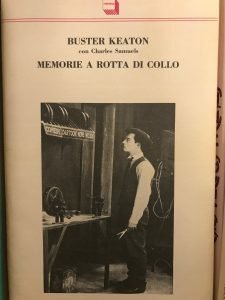 BUSTER KEATON
con Charles Samuels
MEMORIE A ROTTA DI COLLO